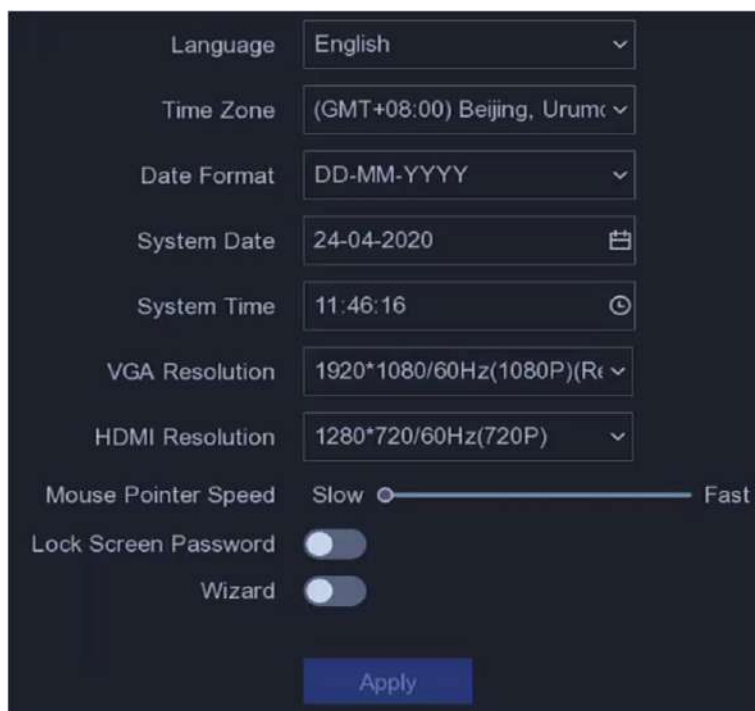 Language English
Time Zone (GMT+08:00) Beijing,
Date Format DD-MM-YYYY
System Date 24-04-2020
System Time 11:46:16
VGA Resolution 1920*1080/60Hz(1080P)(Re
HDMI Resolution 1280*720/60Hz(720P)
Mouse Pointer Speed Slow Fast
Lock Screen Password
Wizard
Apply